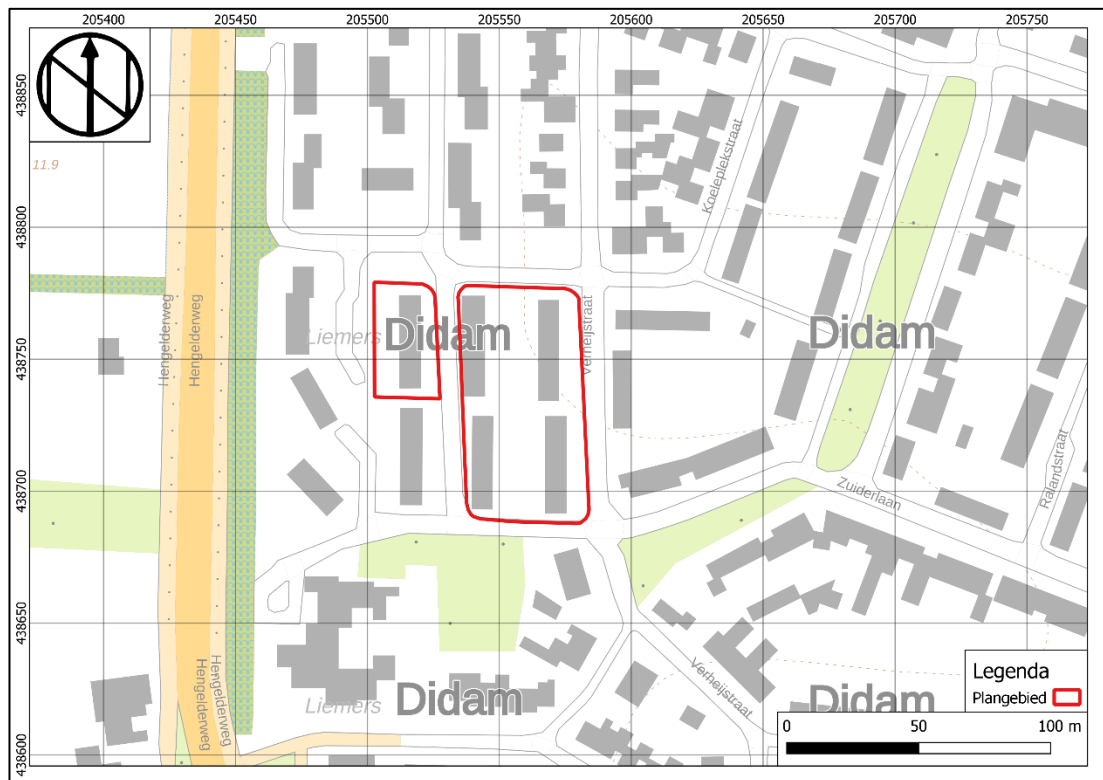 205400 205450 205500 205550 205600 205650 205700 205750
438850
438800
438750
438700
438650
438600
11.9
Koeleplekstraat
Hengelderweg
Hengelderweg
Liemers
Didam
Verheijstraat
Didam
Ralandstraat
Zuiderlaan
Hengelderweg
Hengelderweg
Liemers
Didam
Verheijstraat
Didam
Legenda
Plangebied
0 50 100 m